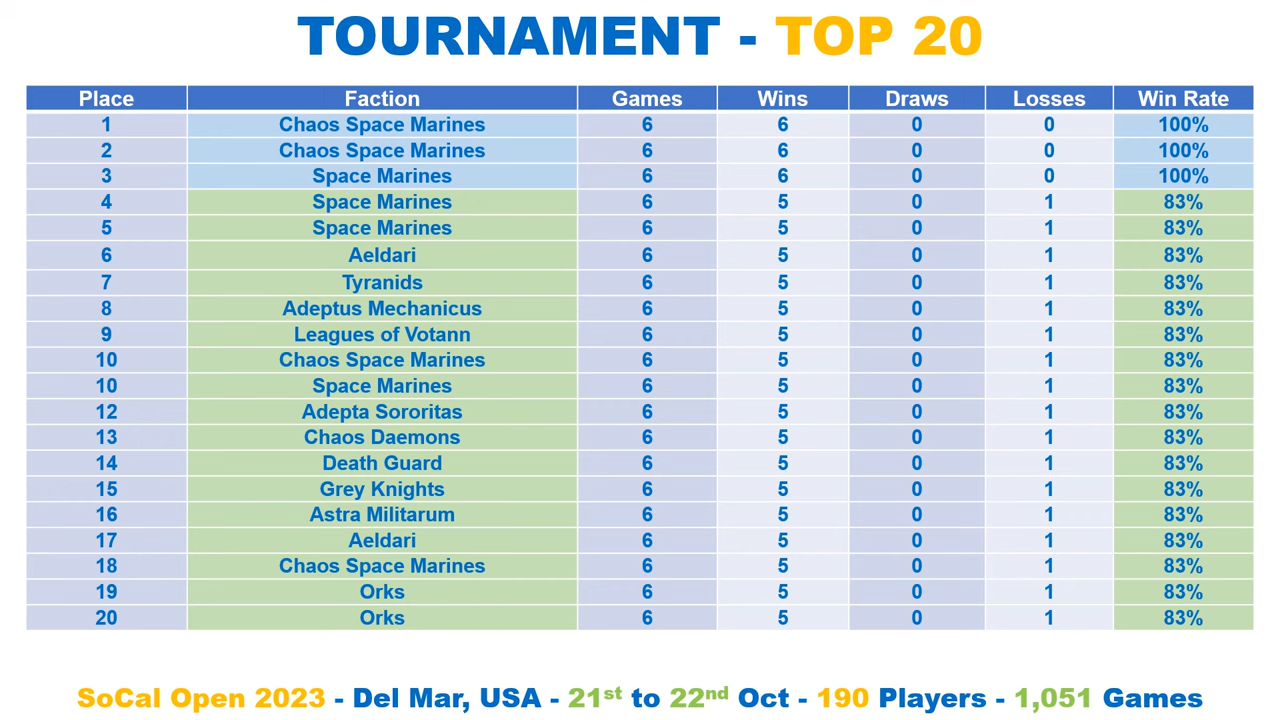 TOURNAMENT - TOP 20
Place Faction Games Wins Draws Losses Win Rate
1 Chaos Space Marines 6 6 0 0 100%
2 Chaos Space Marines 6 6 0 0 100%
3 Space Marines 6 6 0 0 100%
4 Space Marines 6 5 0 1 83%
5 Space Marines 6 5 0 1 83%
6 Aeldari 6 5 0 1 83%
7 Tyranids 6 5 0 1 83%
8 Adeptus Mechanicus 6 5 0 1 83%
9 Leagues of Votann 6 5 0 1 83%
10 Chaos Space Marines 6 5 0 1 83%
10 Space Marines 6 5 0 1 83%
12 Adepta Sororitas 6 5 0 1 83%
13 Chaos Daemons 6 5 0 1 83%
14 Death Guard 6 5 0 1 83%
15 Grey Knights 6 5 0 1 83%
16 Astra Militarum 6 5 0 1 83%
17 Aeldari 6 5 0 1 83%
18 Chaos Space Marines 6 5 0 1 83%
19 Orks 6 5 0 1 83%
20 Orks 6 5 0 1 83%
SoCal Open 2023 - Del Mar, USA - 21st to 22nd Oct - 190 Players - 1,051 Games